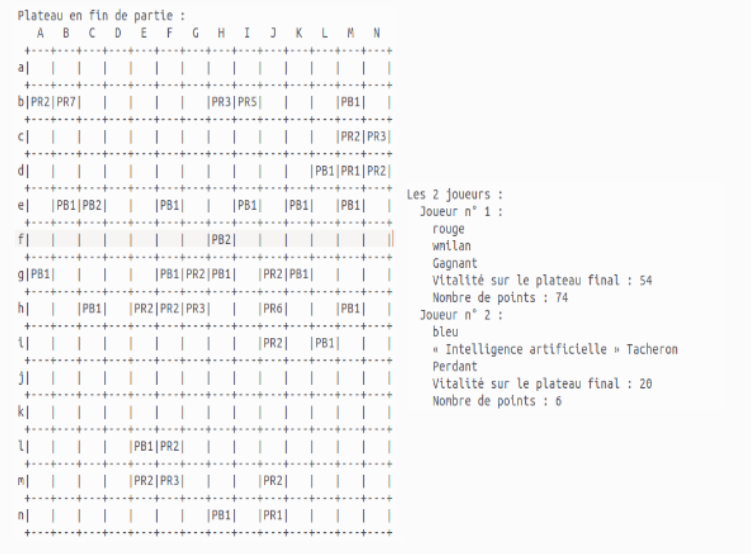 Plateau en fin de partie :
    A   B   C   D   E   F   G   H   I   J   K   L   M   N
  +---+---+---+---+---+---+---+---+---+---+---+---+---+---+
a|   |   |   |   |   |   |   |   |   |   |   |   |   |   |
  +---+---+---+---+---+---+---+---+---+---+---+---+---+---+
b|PR2|PR7|   |   |   |   |   |PR3|PR5|   |   |   |PB1|   |
  +---+---+---+---+---+---+---+---+---+---+---+---+---+---+
c|   |   |   |   |   |   |   |   |   |   |   |   |PR2|PR3|
  +---+---+---+---+---+---+---+---+---+---+---+---+---+---+
d|   |   |   |   |   |   |   |   |   |   |   |PB1|PR1|PR2|
  +---+---+---+---+---+---+---+---+---+---+---+---+---+---+
e|   |PB1|PB2|   |   |PB1|   |   |PB1|   |PB1|   |PB1|   |
  +---+---+---+---+---+---+---+---+---+---+---+---+---+---+
f|   |   |   |   |   |   |   |PB2|   |   |   |   |   |   |
  +---+---+---+---+---+---+---+---+---+---+---+---+---+---+
g|PB1|   |   |   |   |PB1|PR2|PB1|   |PR2|PB1|   |   |   |
  +---+---+---+---+---+---+---+---+---+---+---+---+---+---+
h|   |   |PB1|   |PR2|PR2|PR3|   |   |PR6|   |   |PB1|   |
  +---+---+---+---+---+---+---+---+---+---+---+---+---+---+
i|   |   |   |   |   |   |   |   |   |PR2|   |PB1|   |   |
  +---+---+---+---+---+---+---+---+---+---+---+---+---+---+
j|   |   |   |   |   |   |   |   |   |   |   |   |   |   |
  +---+---+---+---+---+---+---+---+---+---+---+---+---+---+
k|   |   |   |   |   |   |   |   |   |   |   |   |   |   |
  +---+---+---+---+---+---+---+---+---+---+---+---+---+---+
l|   |   |   |   |PB1|PR2|   |   |   |   |   |   |   |   |
  +---+---+---+---+---+---+---+---+---+---+---+---+---+---+
m|   |   |   |   |PR2|PR3|   |   |   |PR2|   |   |   |   |
  +---+---+---+---+---+---+---+---+---+---+---+---+---+---+
n|   |   |   |   |   |   |   |PB1|   |PR1|   |   |   |   |
  +---+---+---+---+---+---+---+---+---+---+---+---+---+---+
Les 2 joueurs :
Joueur n° 1 :
rouge
wmilan
Gagnant
Vitalité sur le plateau final : 54
Nombre de points : 74
Joueur n° 2 :
bleu
« Intelligence artificielle » Tacheron
Perdant
Vitalité sur le plateau final : 20
Nombre de points : 6